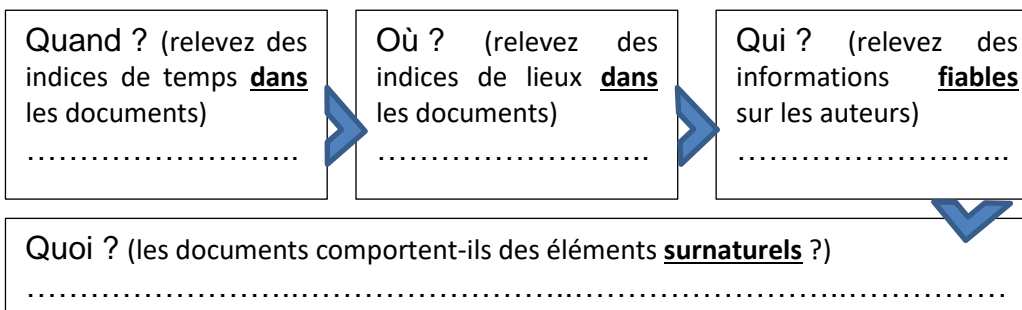 Quand ? (relevez des
indices de temps dans
les documents)
……………………..
Où ? (relevez des
indices de lieux dans
les documents)
……………………..
Qui ? (relevez des
informations fiables
sur les auteurs)
……………………..
Quoi ? (les documents comportent-ils des éléments surnaturels ?)
……………………..……………………..……………………..……………